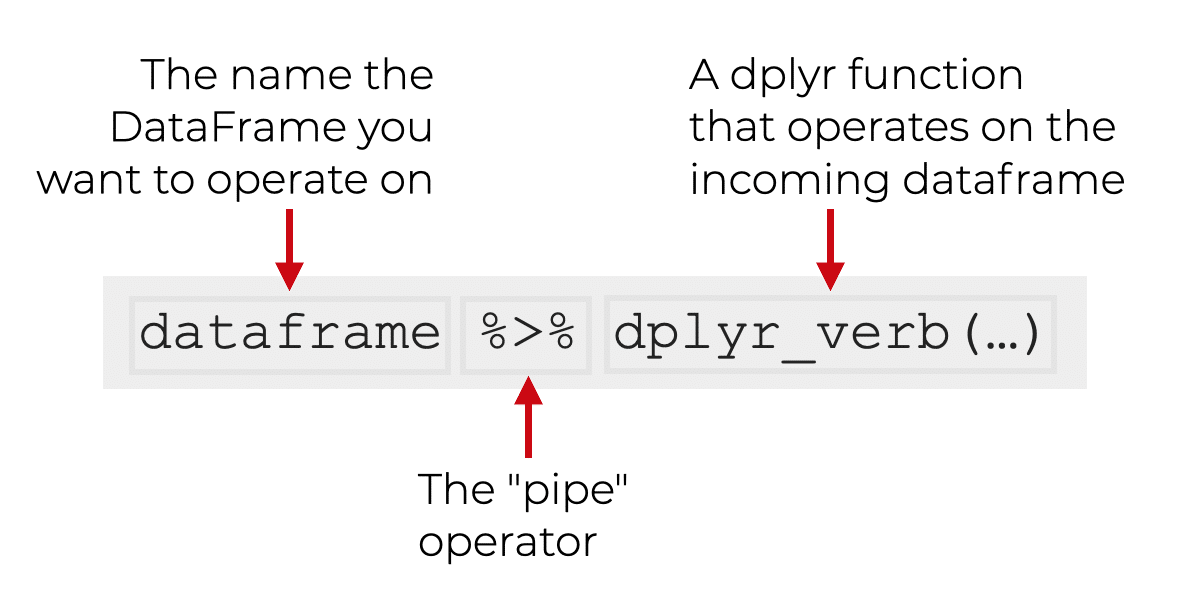 The name the
DataFrame you
want to operate on
A dplyr function
that operates on the
incoming dataframe
dataframe %>% dplyr_verb(…)
The "pipe"
operator